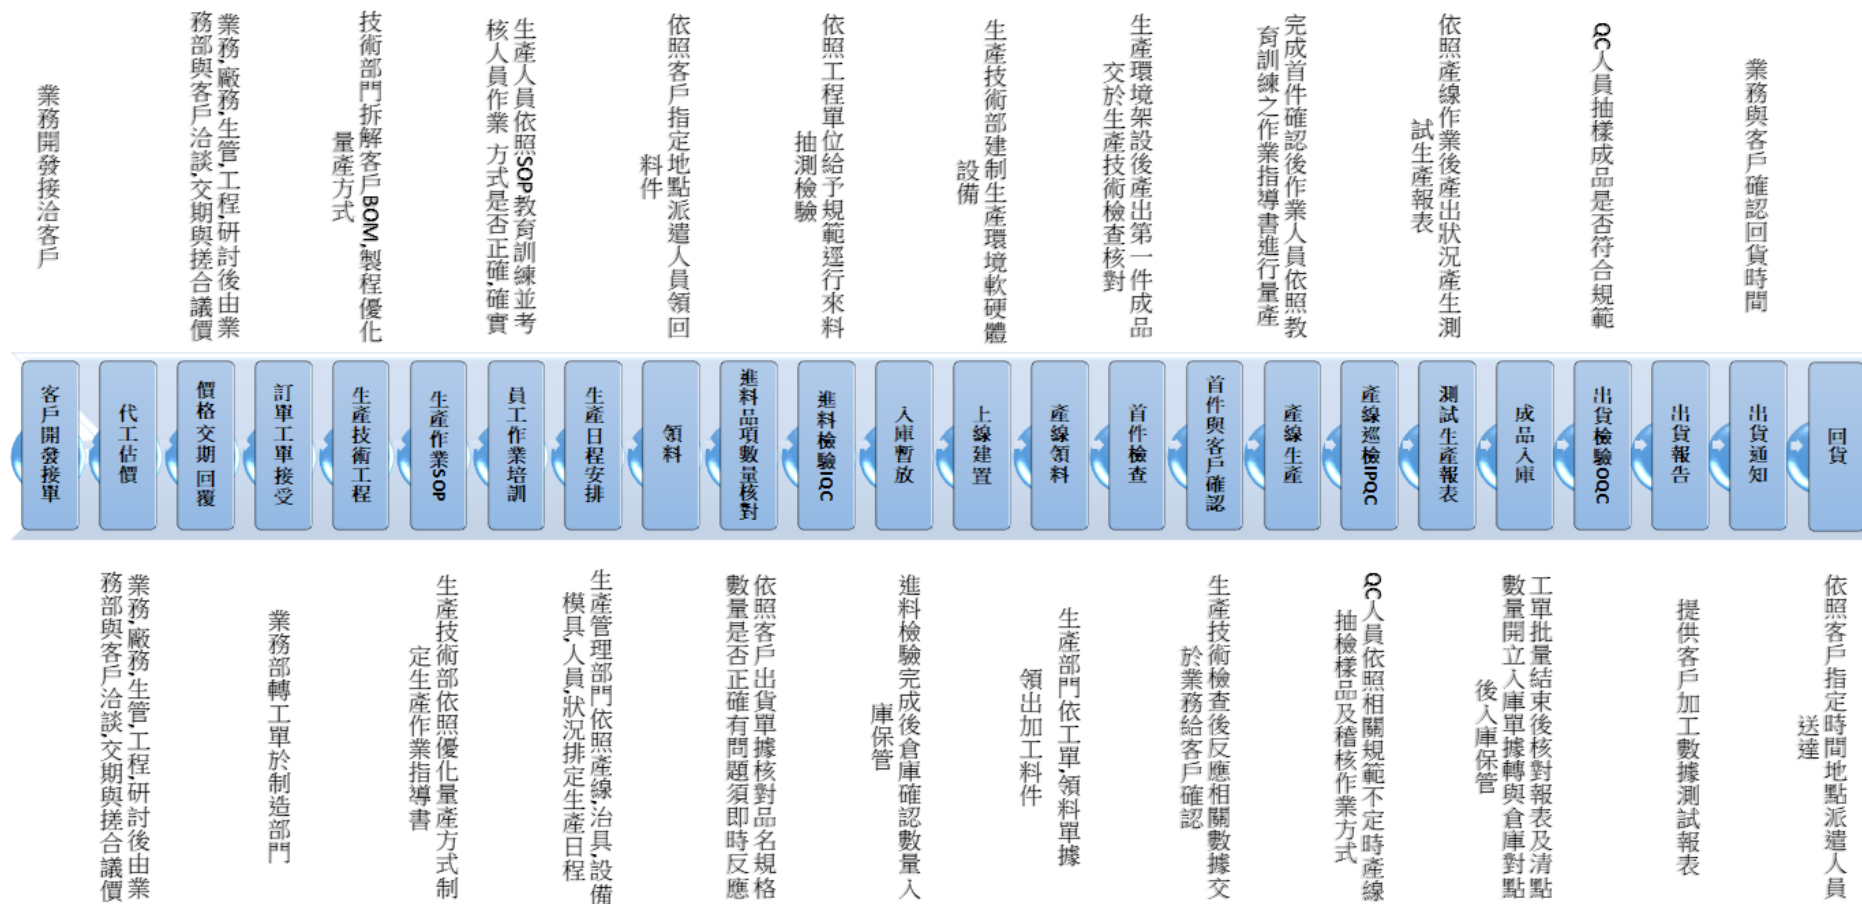 業務開發接洽客戶
業務,廠務,生管,工程,研討後由業
務部與客戶洽談,交期與搓合議價
技術部門拆解客戶BOM,製程優化
量產方式
生產人員依照SOP教育訓練並考
核人員作業 方式是否正確,確實
依照客戶指定地點派遣人員領回
料件
依照工程單位給予規範逕行來料
抽測檢驗
生產技術部建制生產環境軟硬體
設備
生產環境架設後產出第一件成品
交於生產技術檢查核對
完成首件確認後作業人員依照教
育訓練之作業指導書進行量產
依照產線作業後產出狀況產生測
試生產報表
QC人員抽樣成品是否符合規範
業務與客戶確認回貨時間
客戶開發接單
代工估價
價格交期回覆
訂單工單接受
生產技術工程
生產作業SOP
員工作業培訓
生產日程安排
領料
進料品項數量核對
進料檢驗IQC
入庫暫放
上線建置
產線領料
首件檢查
首件與客戶確認
產線生產
產線巡檢IPQC
測試生產報表
成品入庫
出貨檢驗OQC
出貨報告
出貨通知
回貨
業務,廠務,生管,工程,研討後由業
務部與客戶洽談,交期與搓合議價
業務部轉工單於制造部門
生產技術部依照優化量產方式制
定生產作業指導書
生產管理部門依照產線,治具,設備
模具,人員,狀況排定生產日程
依照客戶出貨單據核對品名規格
數量是否正確有問題須即時反應
進料檢驗完成後倉庫確認數量入
庫保管
生產部門依工單,領料單據
領出加工料件
生產技術檢查後反應相關數據交
於業務給客戶確認
QC人員依照相關規範不定時產線
抽檢樣品及稽核作業方式
工單批量結束後核對報表及清點
數量開立入庫單據轉與倉庫對點
後入庫保管
提供客戶加工數據測試報表
依照客戶指定時間地點派遣人員
送達